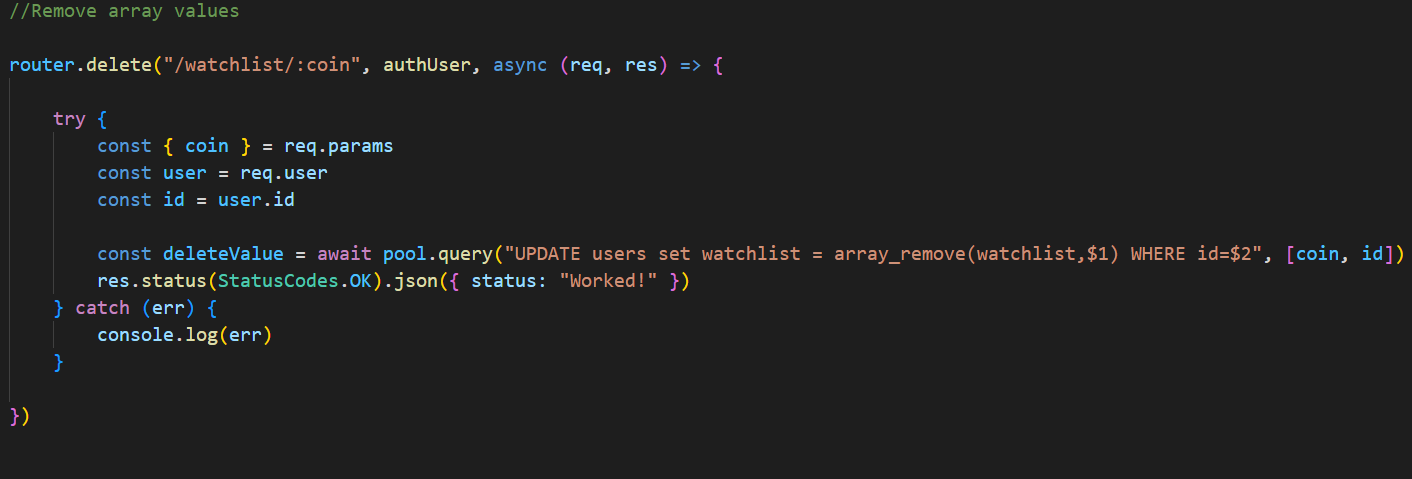 //Remove array values
router.delete("/watchlist/:coin", authUser, async (req, res) => {
try {
const { coin } = req.params
const user = req.user
const id = user.id
const deleteValue = await pool.query("UPDATE users set watchlist = array_remove(watchlist,$1) WHERE id=$2", [coin, id])
res.status(StatusCodes.OK).json({ status: "Worked!" })
} catch (err) {
console.log(err)
}
})